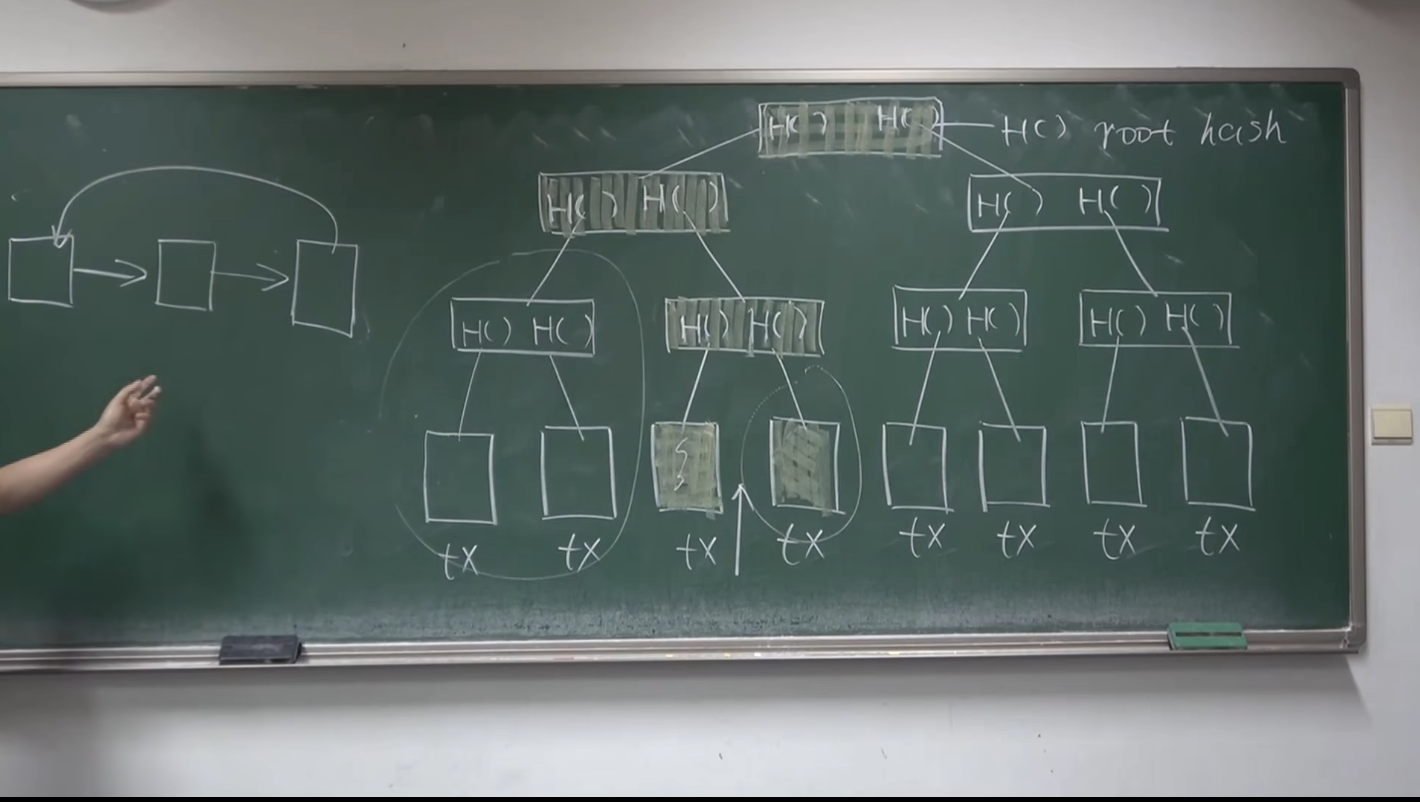 H( ) H( ) H( ) root hash
H( ) H( ) H( ) H( )
H( ) H( ) H( ) H( ) H( ) H( ) H( ) H( )
tx tx tx tx tx tx tx tx